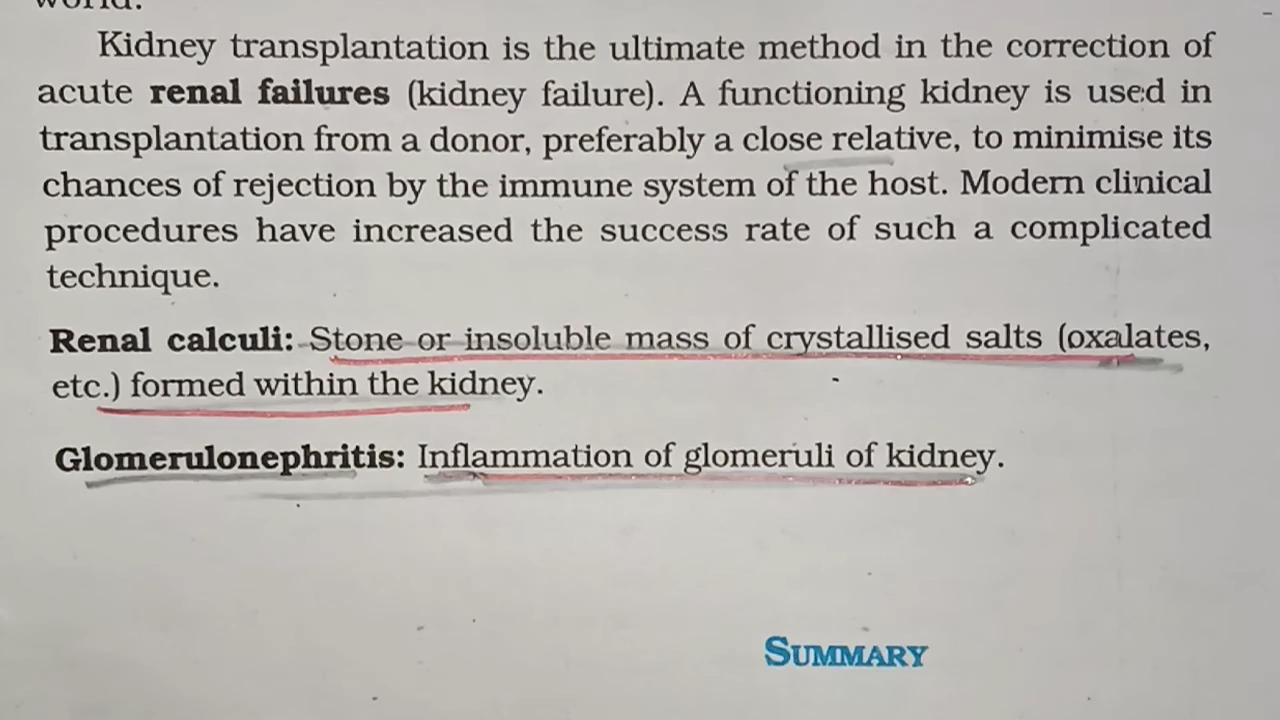 world.
Kidney transplantation is the ultimate method in the correction of
acute renal failures (kidney failure). A functioning kidney is used in
transplantation from a donor, preferably a close relative, to minimise its
chances of rejection by the immune system of the host. Modern clinical
procedures have increased the success rate of such a complicated
technique.
Renal calculi: Stone or insoluble mass of crystallised salts (oxalates,
etc.) formed within the kidney.
Glomerulonephritis: Inflammation of glomeruli of kidney.
SUMMARY